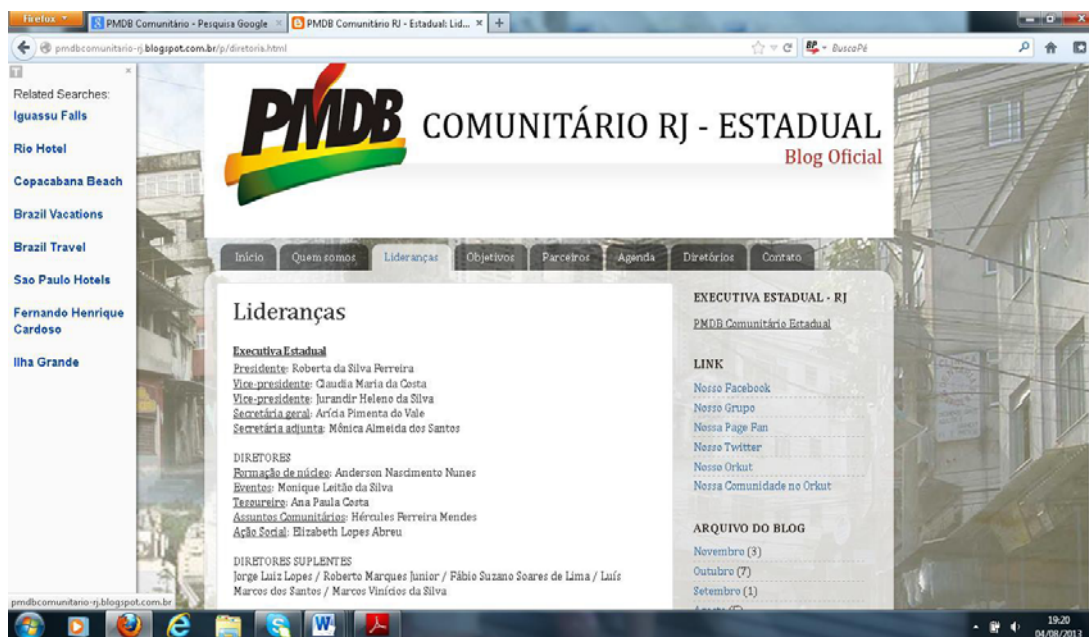 Firefox
PMDB Comunitário - Pesquisa Google
PMDB Comunitário RJ - Estadual: Lid...
pmdbcomunitario-rj.blogspot.com.br/p/diretoria.html
BP
BuscaPé
T
Related Searches:
Iguassu Falls
Rio Hotel
Copacabana Beach
Brazil Vacations
Brazil Travel
Sao Paulo Hotels
Fernando Henrique
Cardoso
Ilha Grande
PMDB
COMUNITÁRIO RJ - ESTADUAL
Blog Oficial
Início Quem somos Lideranças Objetivos Parceiros Agenda Diretórios Contato
Lideranças
Executiva Estadual
Presidente: Roberta da Silva Ferreira
Vice-presidente: Claudia Maria da Costa
Vice-presidente: Jurandir Heleno da Silva
Secretária geral: Arícia Pimenta do Vale
Secretária adjunta: Mônica Almeida dos Santos
DIRETORES
Formação de núcleo: Anderson Nascimento Nunes
Eventos: Monique Leitão da Silva
Tesoureiro: Ana Paula Costa
Assuntos Comunitários: Hércules Ferreira Mendes
Ação Social: Elizabeth Lopes Abreu
DIRETORES SUPLENTES
Jorge Luiz Lopes / Roberto Marques Junior / Fábio Suzano Soares de Lima / Luís
Marcos dos Santos / Marcos Vinícios da Silva
EXECUTIVA ESTADUAL - RJ
PMDB Comunitário Estadual
LINK
Nosso Facebook
Nosso Grupo
Nossa Page Fan
Nosso Twitter
Nosso Orkut
Nossa Comunidade no Orkut
ARQUIVO DO BLOG
Novembro (3)
Outubro (7)
Setembro (1)
pmdbcomunitario-rj.blogspot.com.br
19:20
04/08/2013